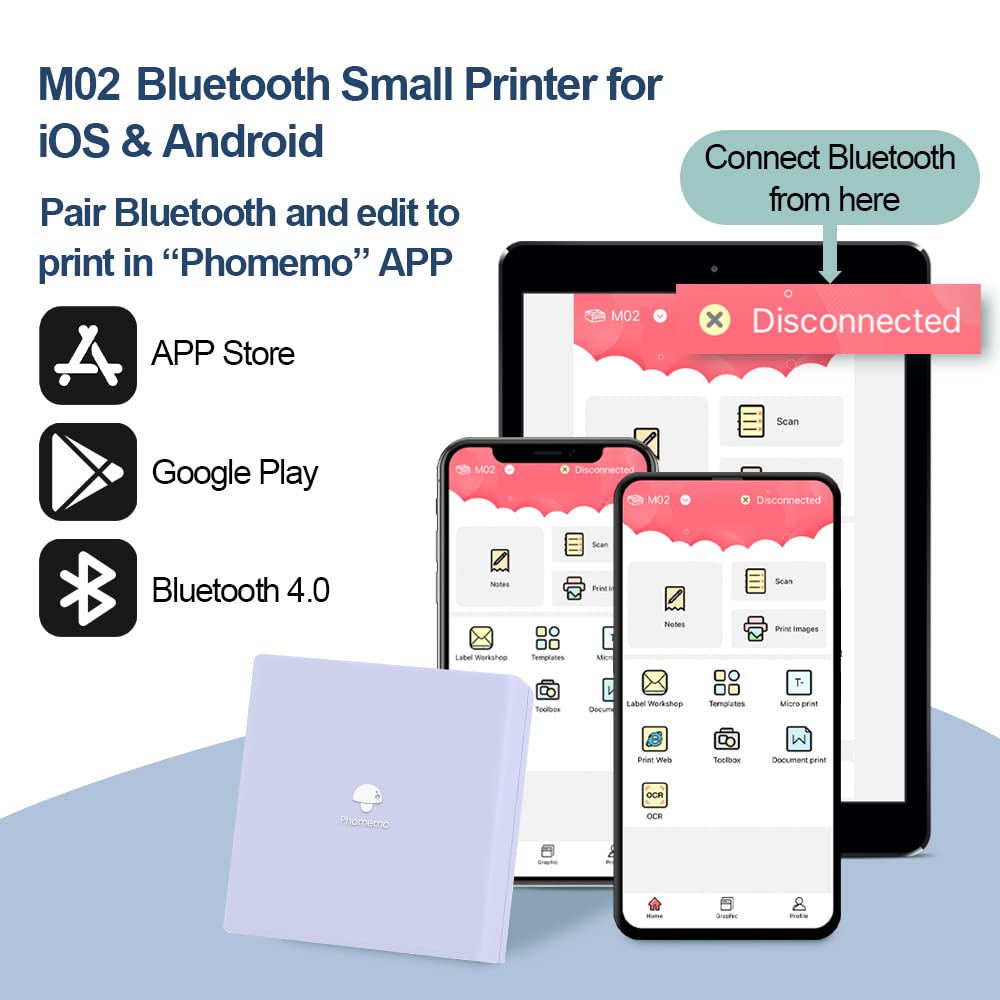 M02 Bluetooth Small Printer for
iOS & Android
Pair Bluetooth and edit to
print in “Phomemo” APP
APP Store
Google Play
Bluetooth 4.0
Connect Bluetooth
from here
M02
Disconnected
Scan
M02 Disconnected
Notes
Scan
Print
Label Workshop Templates
Toolbox
Graphic
M02 Disconnected
Notes
Scan
Print Images
Label Workshop Templates Micro print
Print Web Toolbox Document print
OCR
OCR
Home Graphic Profile
Phomemo